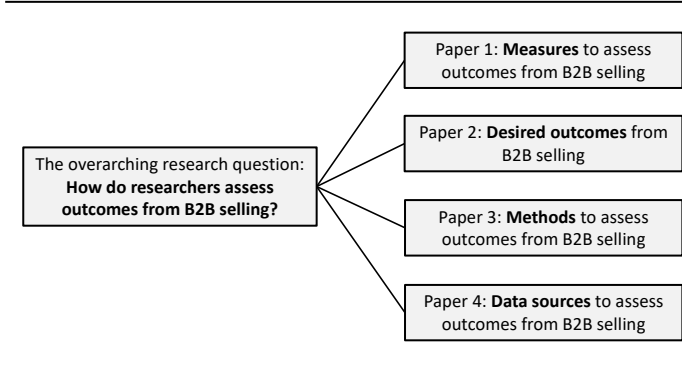 The overarching research question:
How do researchers assess
outcomes from B2B selling?
Paper 1: Measures to assess
outcomes from B2B selling
Paper 2: Desired outcomes from
B2B selling
Paper 3: Methods to assess
outcomes from B2B selling
Paper 4: Data sources to assess
outcomes from B2B selling